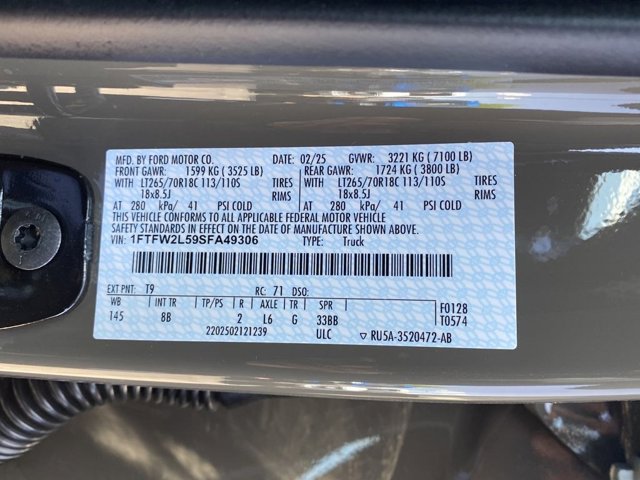 MFD. BY FORD MOTOR CO. DATE: 02/25 GVWR: 3221 KG ( 7100 LB)
FRONT GAWR: 1599 KG ( 3525 LB) REAR GAWR: 1724 KG ( 3800 LB)
WITH LT265/70R18C 113/110S TIRES WITH LT265/70R18C 113/110S TIRES
18x8.5J RIMS 18x8.5J RIMS
AT 280 kPa/ 41 PSI COLD AT 280 kPa/ 41 PSI COLD
THIS VEHICLE CONFORMS TO ALL APPLICABLE FEDERAL MOTOR VEHICLE
SAFETY STANDARDS IN EFFECT ON THE DATE OF MANUFACTURE SHOWN ABOVE.
VIN: 1FTFW2L59SFA49306 TYPE: Truck
EXT PNT: T9 RC: 71 DSO:
WB INT TR TP/PS R AXLE TR SPR F0128
145 8B 2 L6 G 33BB T0574
2202502121239 ULC ▽ RU5A-3520472-AB